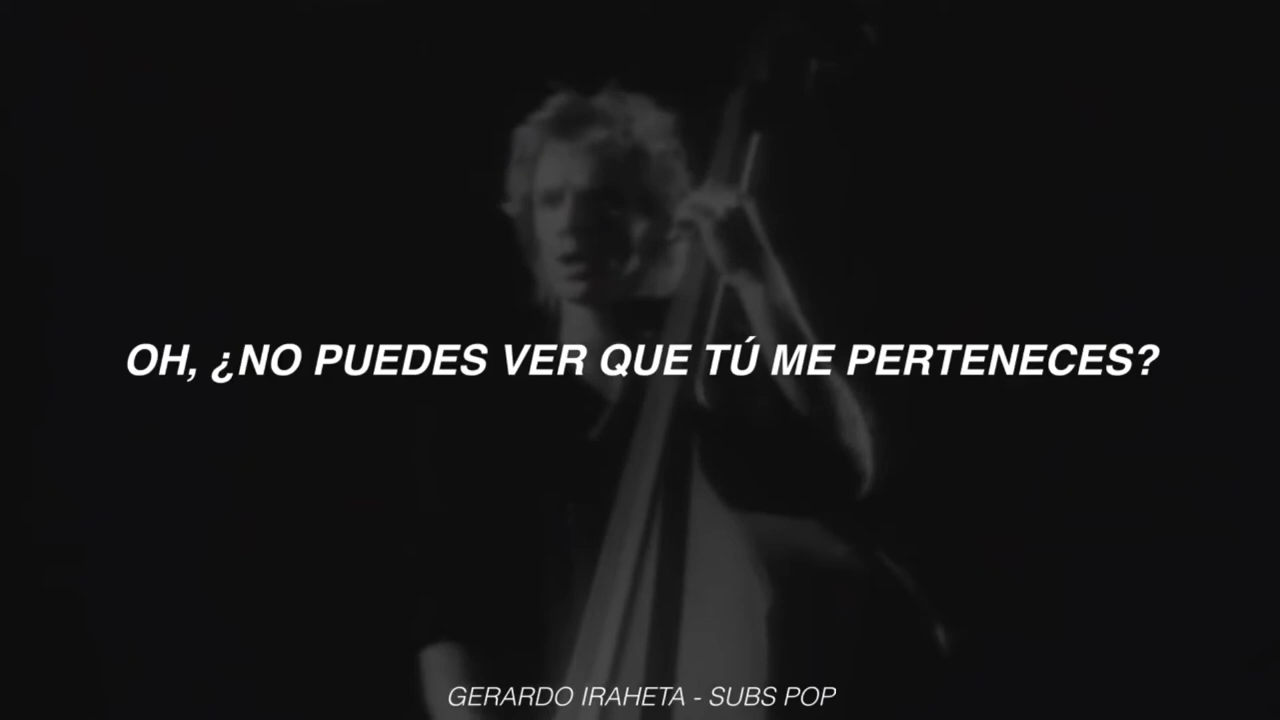 OH, ¿NO PUEDES VER QUE TÚ ME PERTENECES?
GERARDO IRAHETA - SUBS POP